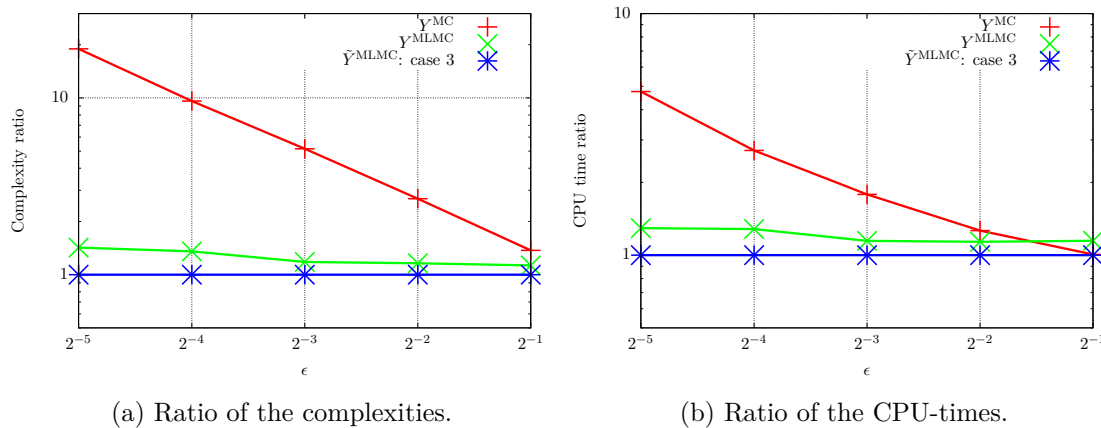 Y^MC
Y^MLMC
Ỹ^MLMC: case 3
10
1
Complexity ratio
2^-5
2^-4
2^-3
2^-2
2^-1
ϵ
(a) Ratio of the complexities.
Y^MC
Y^MLMC
Ỹ^MLMC: case 3
10
1
CPU time ratio
2^-5
2^-4
2^-3
2^-2
2^-1
ϵ
(b) Ratio of the CPU-times.